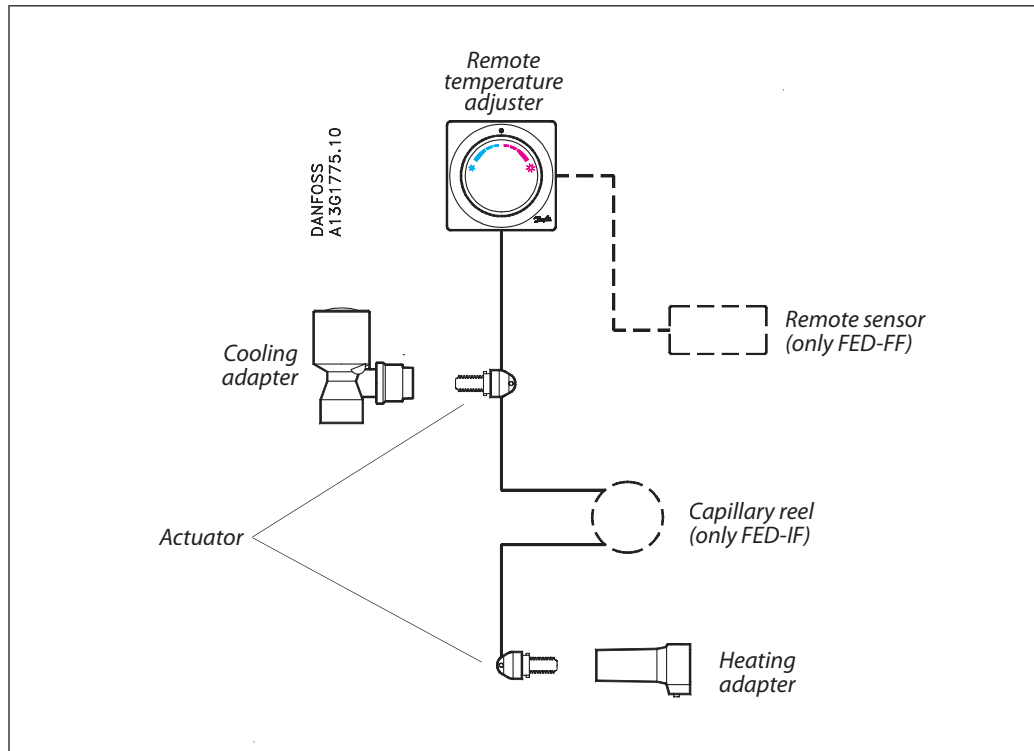 Remote
temperature
adjuster
DANFOSS
A13G1775.10
Remote sensor
(only FED-FF)
Cooling
adapter
Capillary reel
(only FED-IF)
Actuator
Heating
adapter